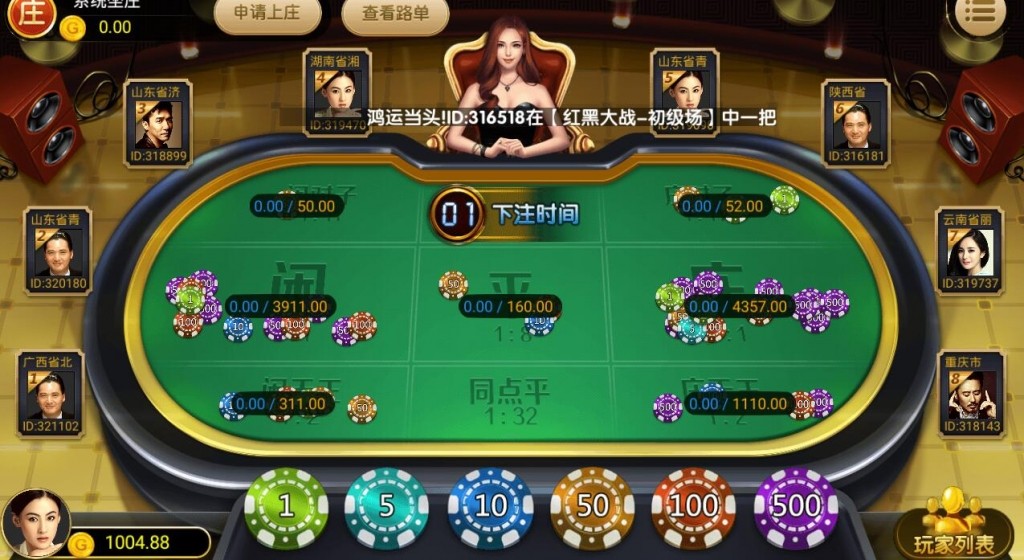 庄
系统坐庄
G 0.00
申请上庄
查看路单
山东省济
3
ID:318899
湖南省湘
4
ID:319470
山东省青
5
陕西省
6
ID:316181
鸿运当头!ID:316518在【红黑大战-初级场】中一把
山东省青
2
ID:320180
云南省丽
7
ID:319737
广西省北
1
ID:321102
重庆市
8
ID:318143
0.00 / 50.00
01 下注时间
0.00 / 52.00
闲
0.00 / 3911.00
平
0.00 / 160.00
1:8
庄
0.00 / 4357.00
0.00 / 311.00
同点平
1:32
0.00 / 1110.00
1
5
10
50
100
500
G 1004.88
玩家列表